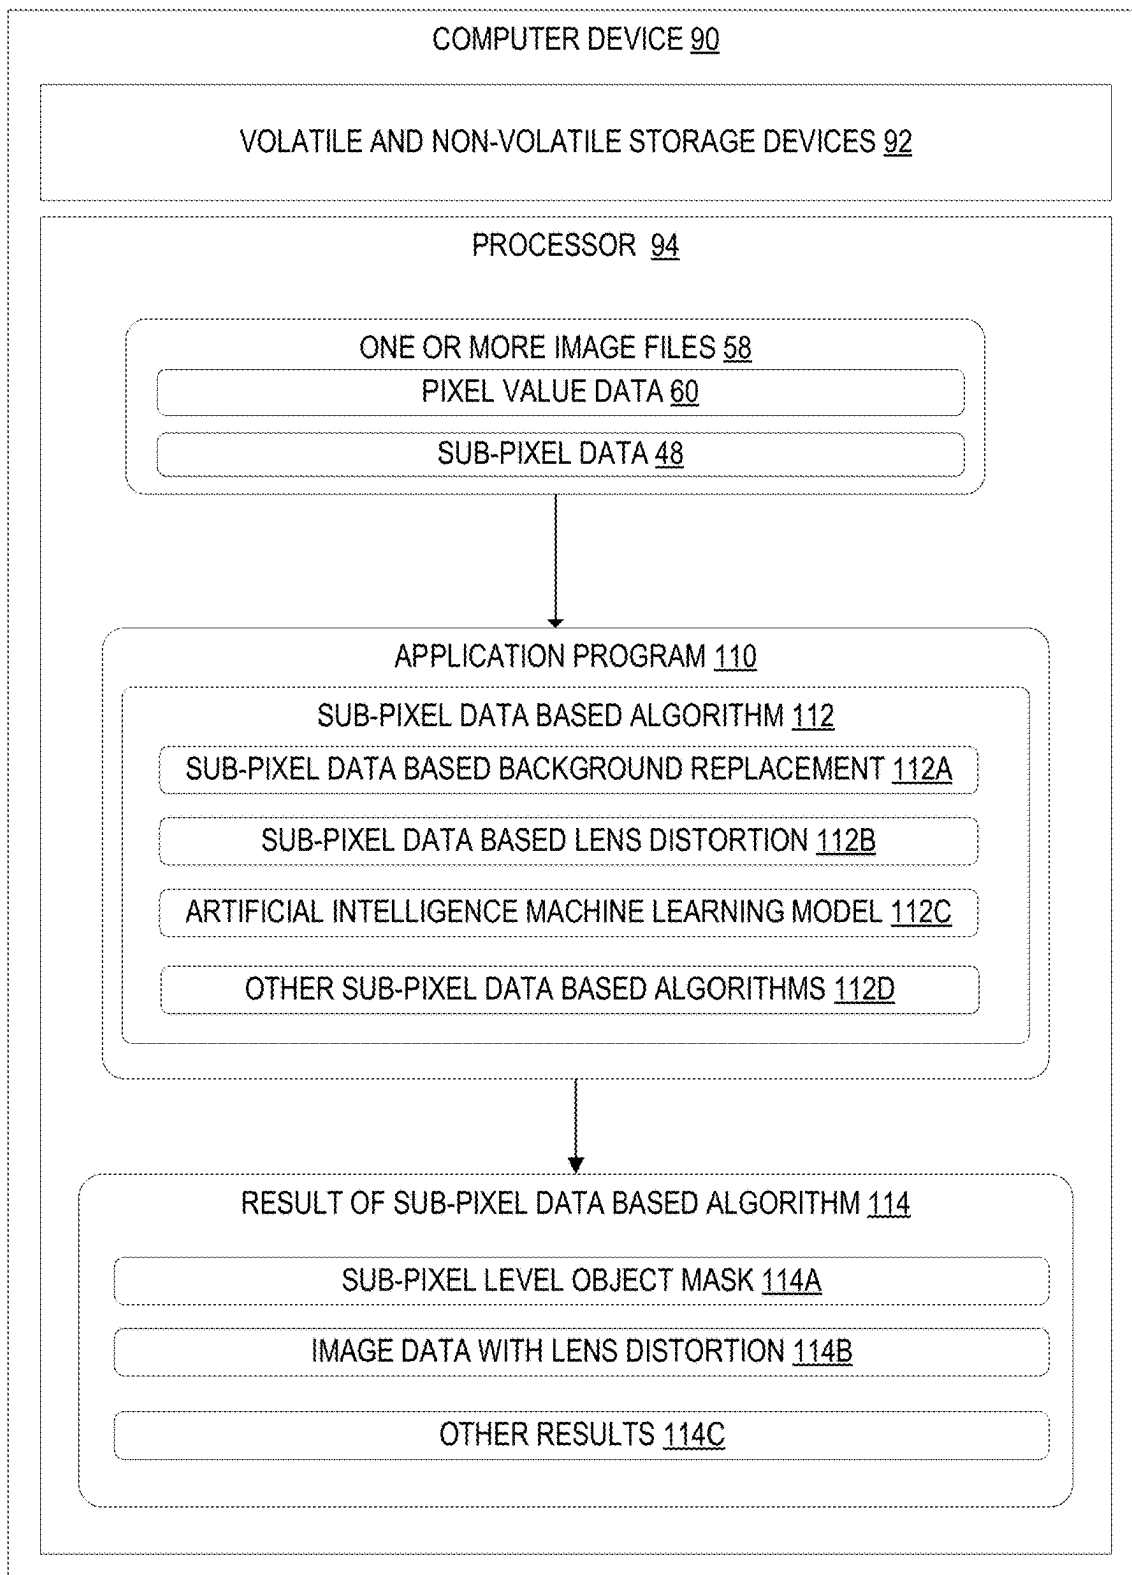 COMPUTER DEVICE 90
VOLATILE AND NON-VOLATILE STORAGE DEVICES 92
PROCESSOR 94
ONE OR MORE IMAGE FILES 58
PIXEL VALUE DATA 60
SUB-PIXEL DATA 48
APPLICATION PROGRAM 110
SUB-PIXEL DATA BASED ALGORITHM 112
SUB-PIXEL DATA BASED BACKGROUND REPLACEMENT 112A
SUB-PIXEL DATA BASED LENS DISTORTION 112B
ARTIFICIAL INTELLIGENCE MACHINE LEARNING MODEL 112C
OTHER SUB-PIXEL DATA BASED ALGORITHMS 112D
RESULT OF SUB-PIXEL DATA BASED ALGORITHM 114
SUB-PIXEL LEVEL OBJECT MASK 114A
IMAGE DATA WITH LENS DISTORTION 114B
OTHER RESULTS 114C